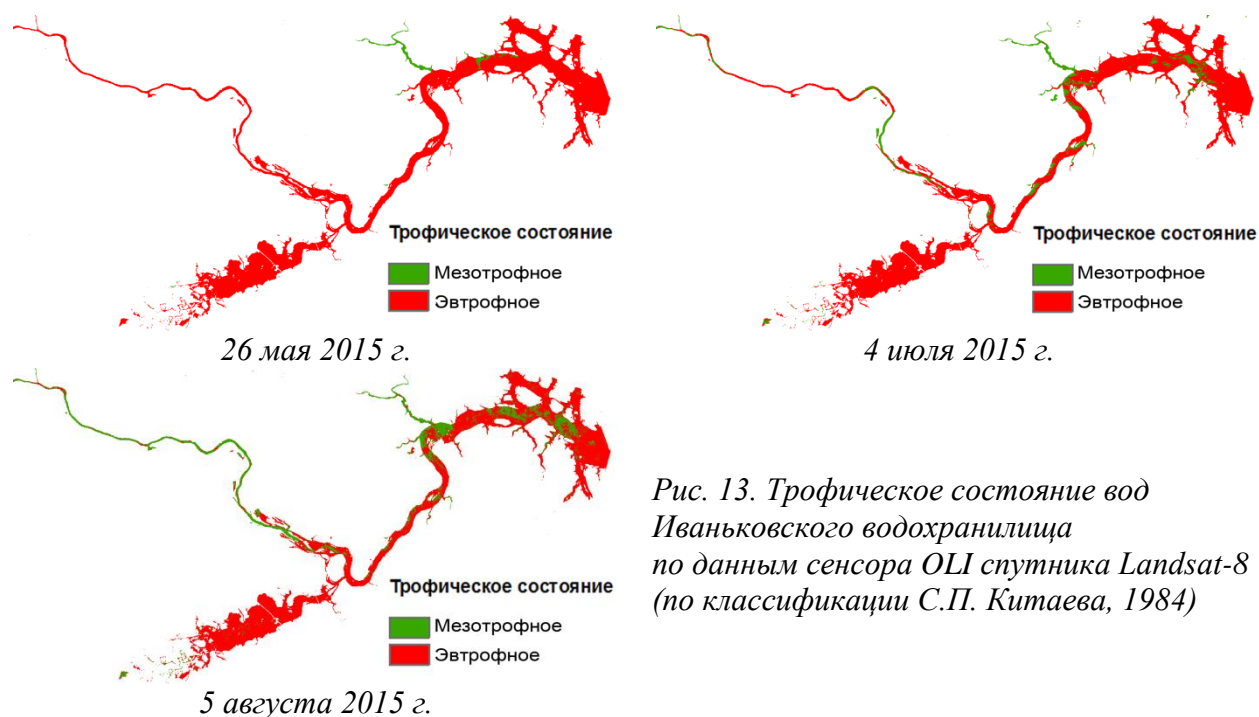 Трофическое состояние
Мезотрофное
Эвтрофное
26 мая 2015 г.
Трофическое состояние
Мезотрофное
Эвтрофное
4 июля 2015 г.
Трофическое состояние
Мезотрофное
Эвтрофное
5 августа 2015 г.
Рис. 13. Трофическое состояние вод
Иваньковского водохранилища
по данным сенсора OLI спутника Landsat-8
(по классификации С.П. Китаева, 1984)